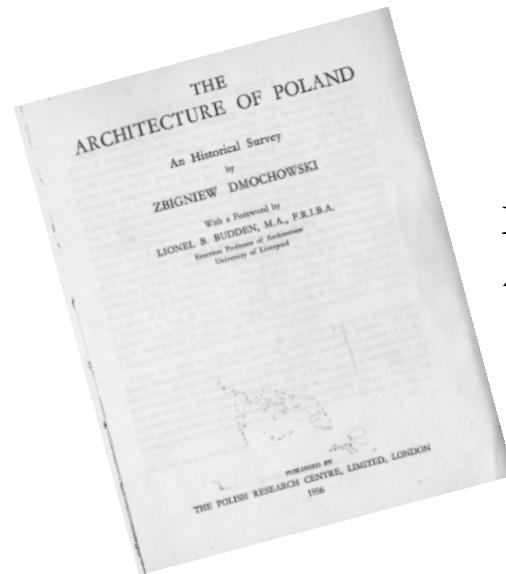 THE
ARCHITECTURE OF POLAND
An Historical Survey
by
ZBIGNIEW DMOCHOWSKI
With a Foreword by
LIONEL B. BUDDEN, M.A., F.R.I.B.A.
Emeritus Professor of Architecture
University of Liverpool
PUBLISHED BY
THE POLISH RESEARCH CENTRE, LIMITED, LONDON
1956